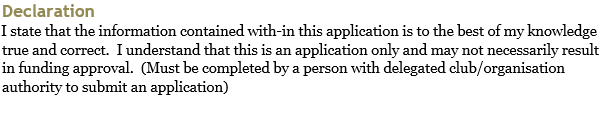 Declaration
I state that the information contained with-in this application is to the best of my knowledge
true and correct.  I understand that this is an application only and may not necessarily result
in funding approval.  (Must be completed by a person with delegated club/organisation
authority to submit an application)